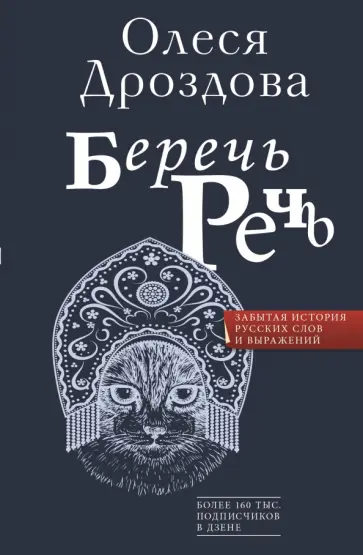 Олеся
Дроздова
Беречь
Речь
ЗАБЫТАЯ ИСТОРИЯ
РУССКИХ СЛОВ
И ВЫРАЖЕНИЙ
БОЛЕЕ 160 ТЫС.
ПОДПИСЧИКОВ
В ДЗЕНЕ